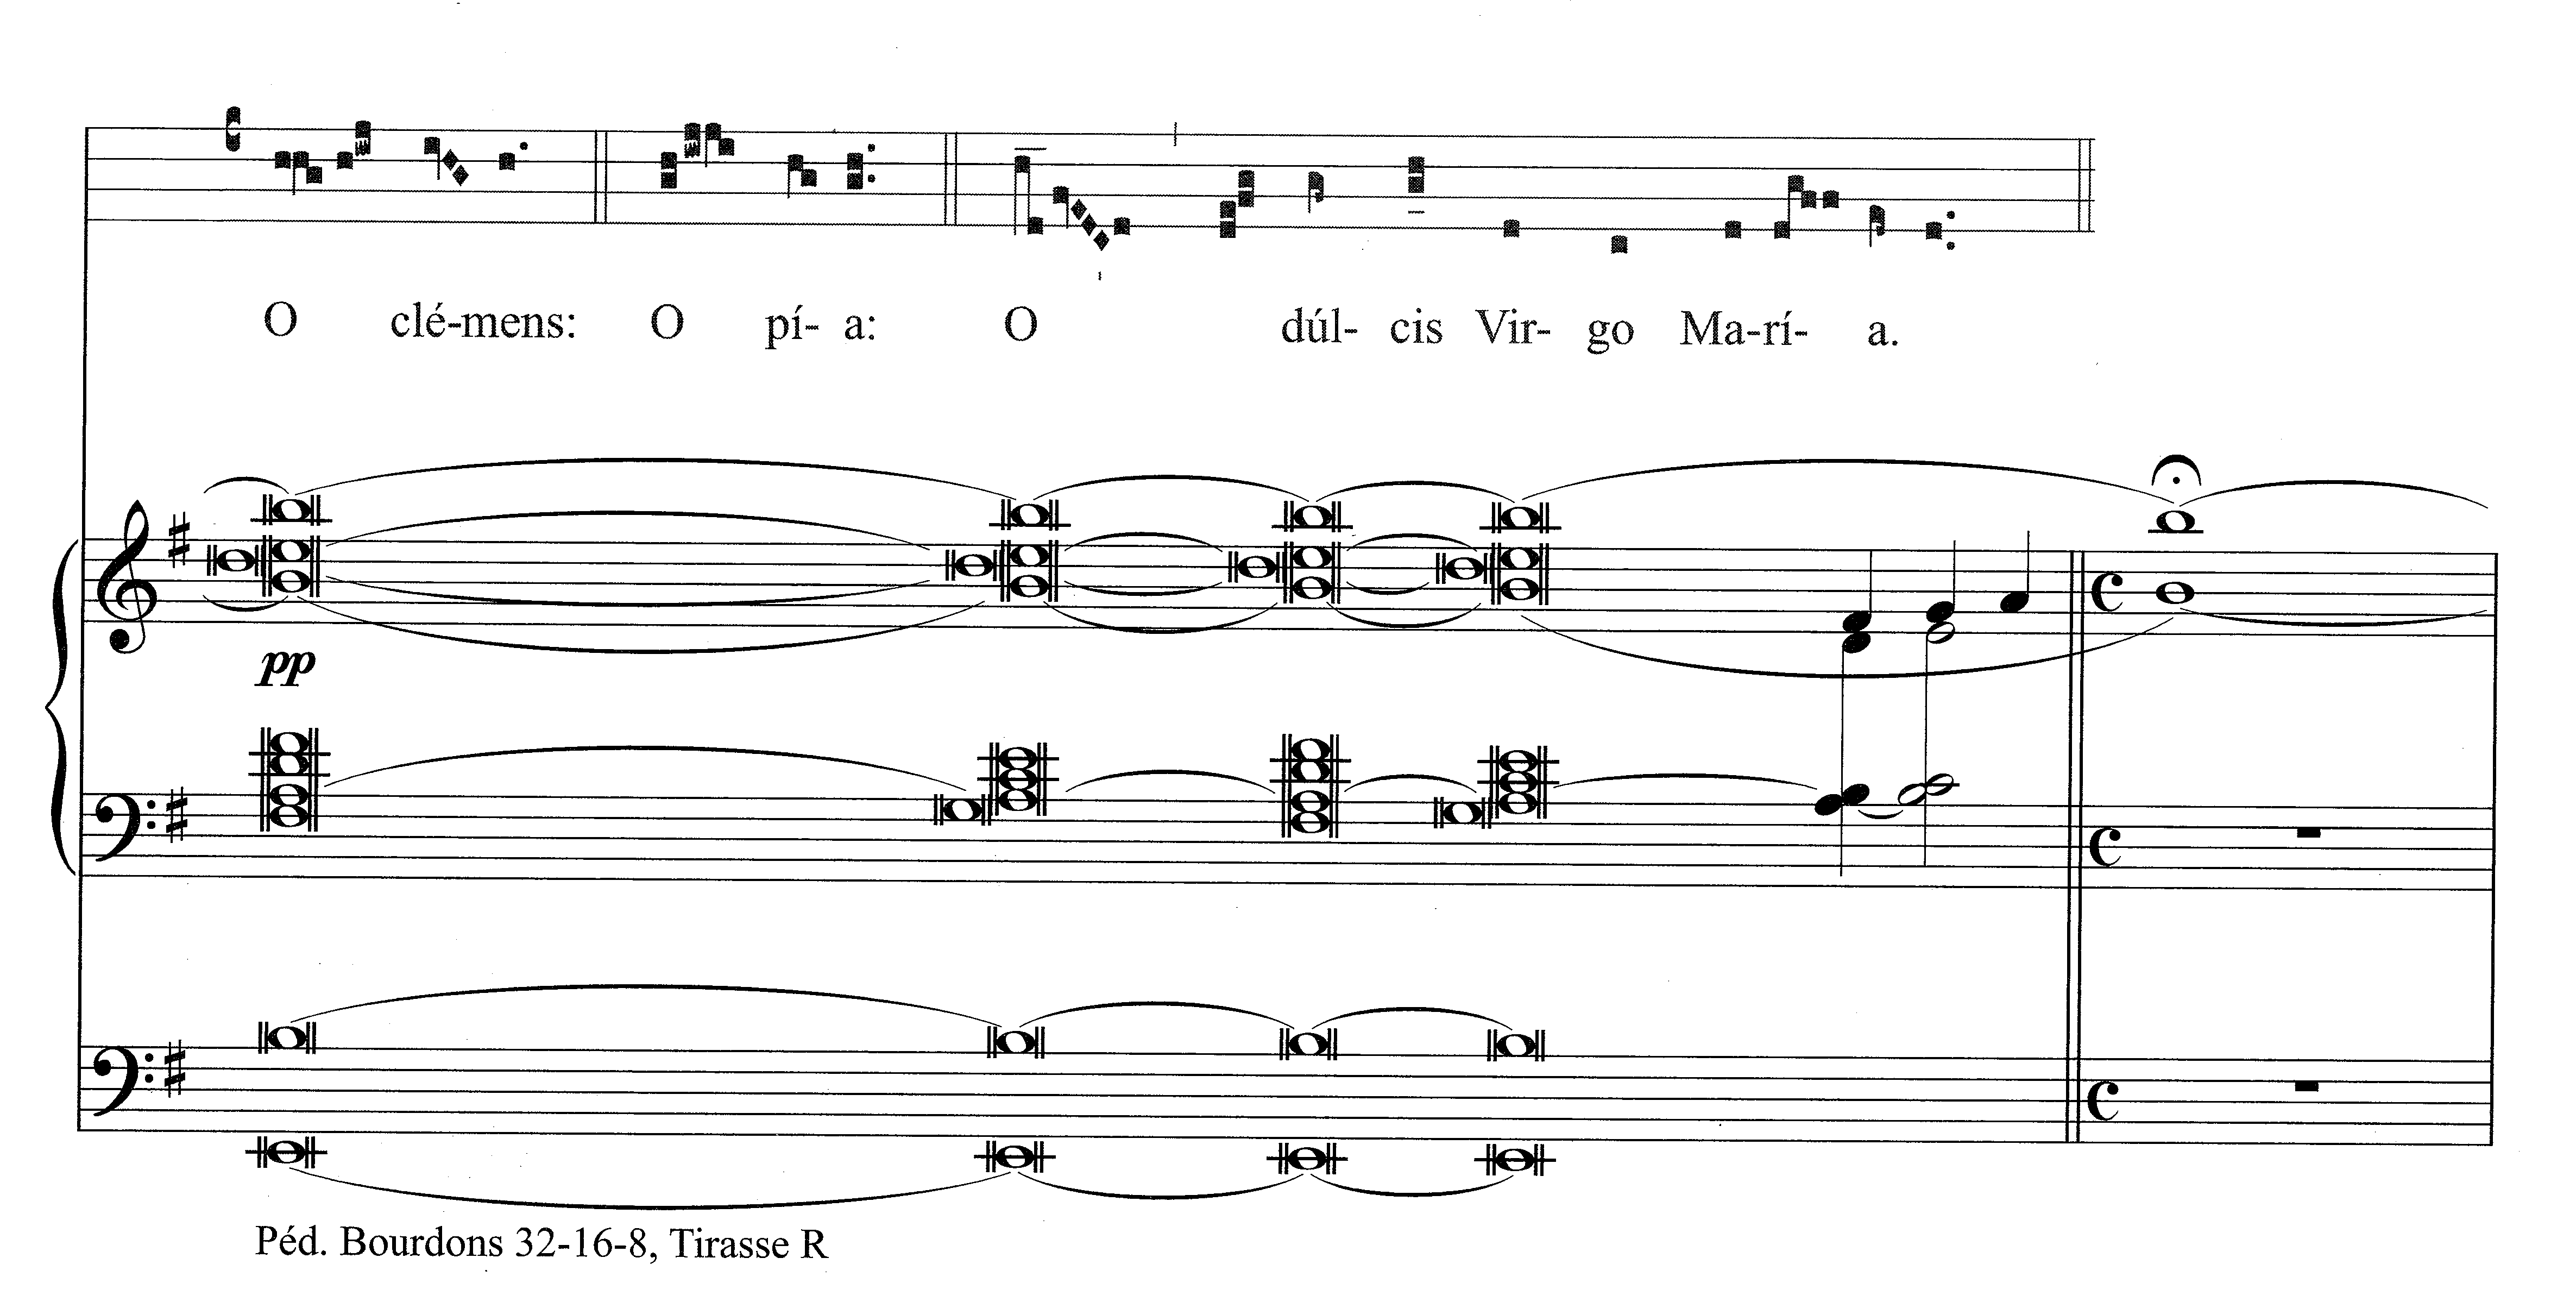 O clé-mens: O pí- a: O dúl- cis Vir- go Ma-rí- a.
pp
Péd. Bourdons 32-16-8, Tirasse R